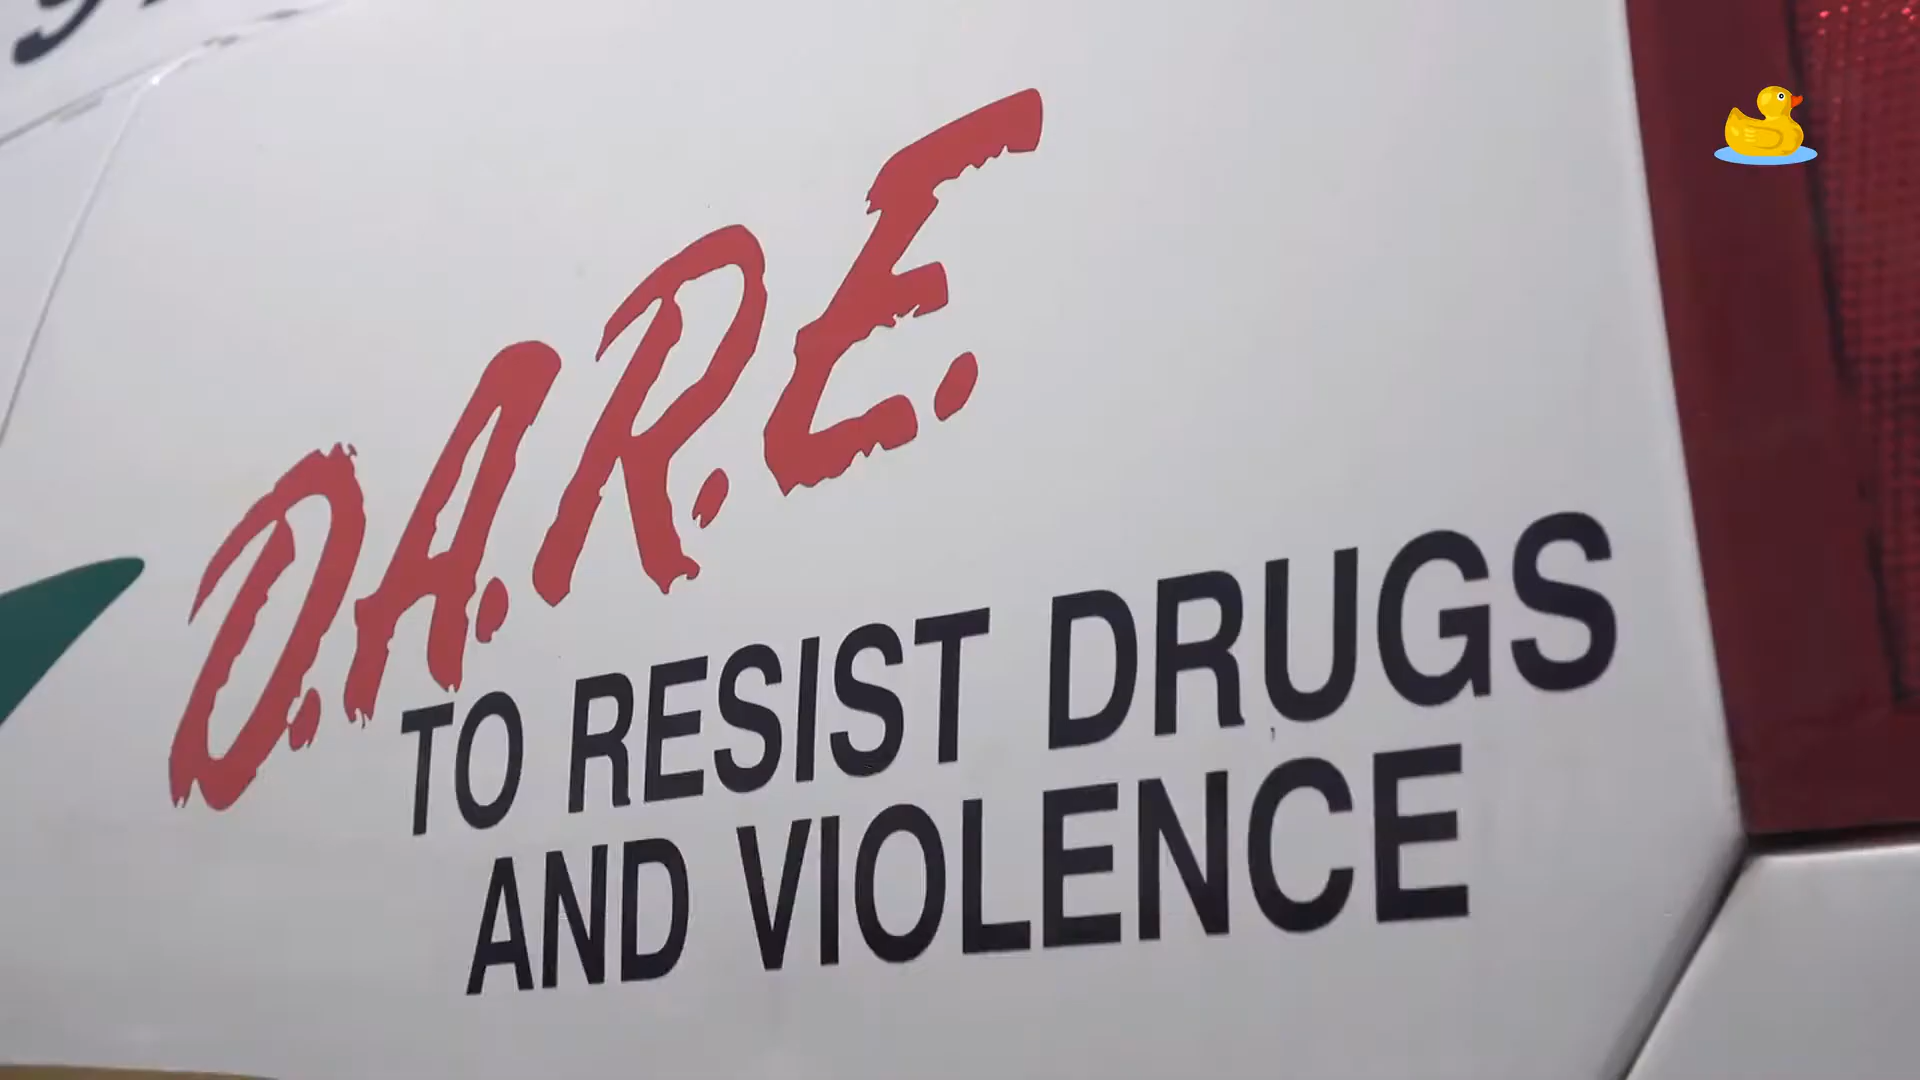 D.A.R.E.
TO RESIST DRUGS
AND VIOLENCE